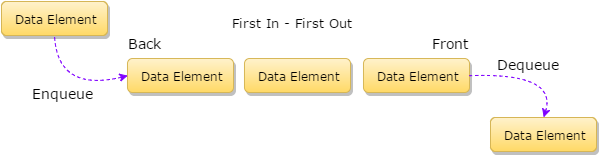 Data Element
First In - First Out
Back
Front
Data Element
Data Element
Data Element
Dequeue
Enqueue
Data Element